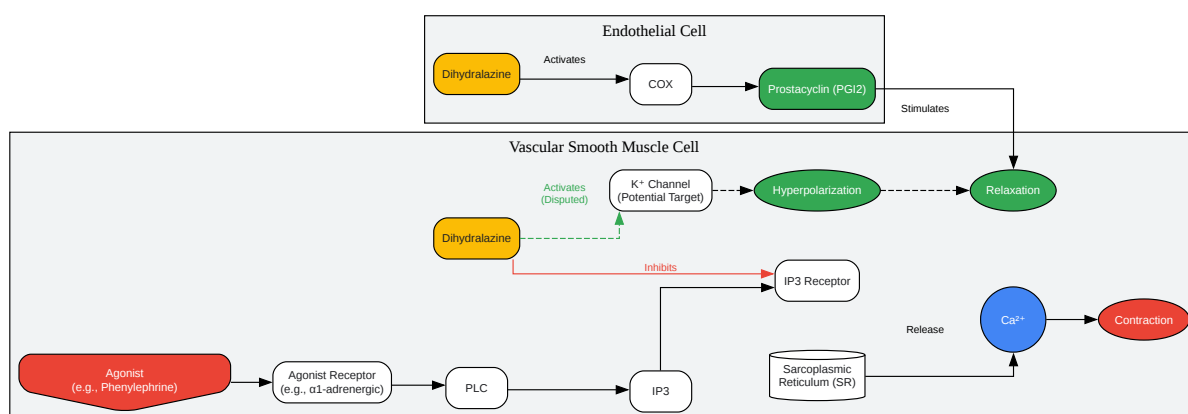 Endothelial Cell
Dihydralazine
Activates
COX
Prostacyclin (PGI2)
Stimulates
Vascular Smooth Muscle Cell
Activates
(Disputed)
K⁺ Channel
(Potential Target)
Hyperpolarization
Relaxation
Dihydralazine
Inhibits
IP3 Receptor
Release
Ca²⁺
Contraction
Agonist
(e.g., Phenylephrine)
Agonist Receptor
(e.g., α1-adrenergic)
PLC
IP3
Sarcoplasmic
Reticulum (SR)